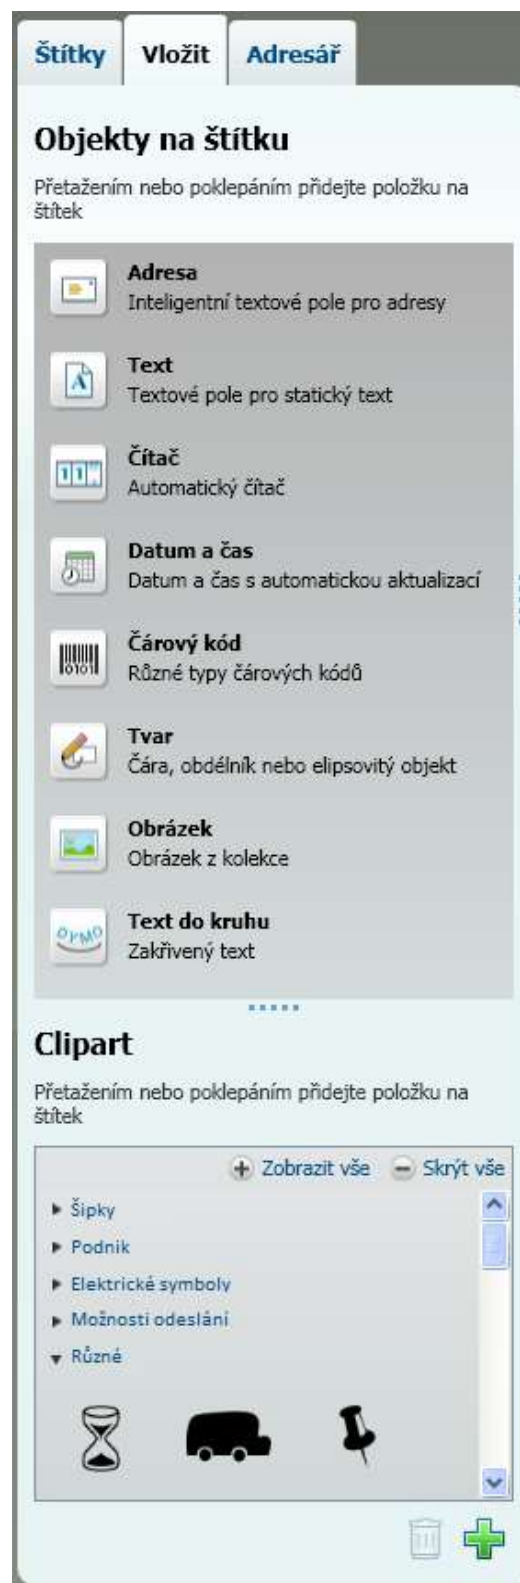 Štítky Vložit Adresář
Objekty na štítku
Přetažením nebo poklepáním přidejte položku na
štítek
Adresa
Inteligentní textové pole pro adresy
Text
Textové pole pro statický text
Čítač
Automatický čítač
Datum a čas
Datum a čas s automatickou aktualizací
Čárový kód
Různé typy čárových kódů
Tvar
Čára, obdélník nebo elipsovitý objekt
Obrázek
Obrázek z kolekce
Text do kruhu
Zakřivený text
Clipart
Přetažením nebo poklepáním přidejte položku na
štítek
Zobrazit vše Skrýt vše
Šipky
Podnik
Elektrické symboly
Možnosti odeslání
Různé